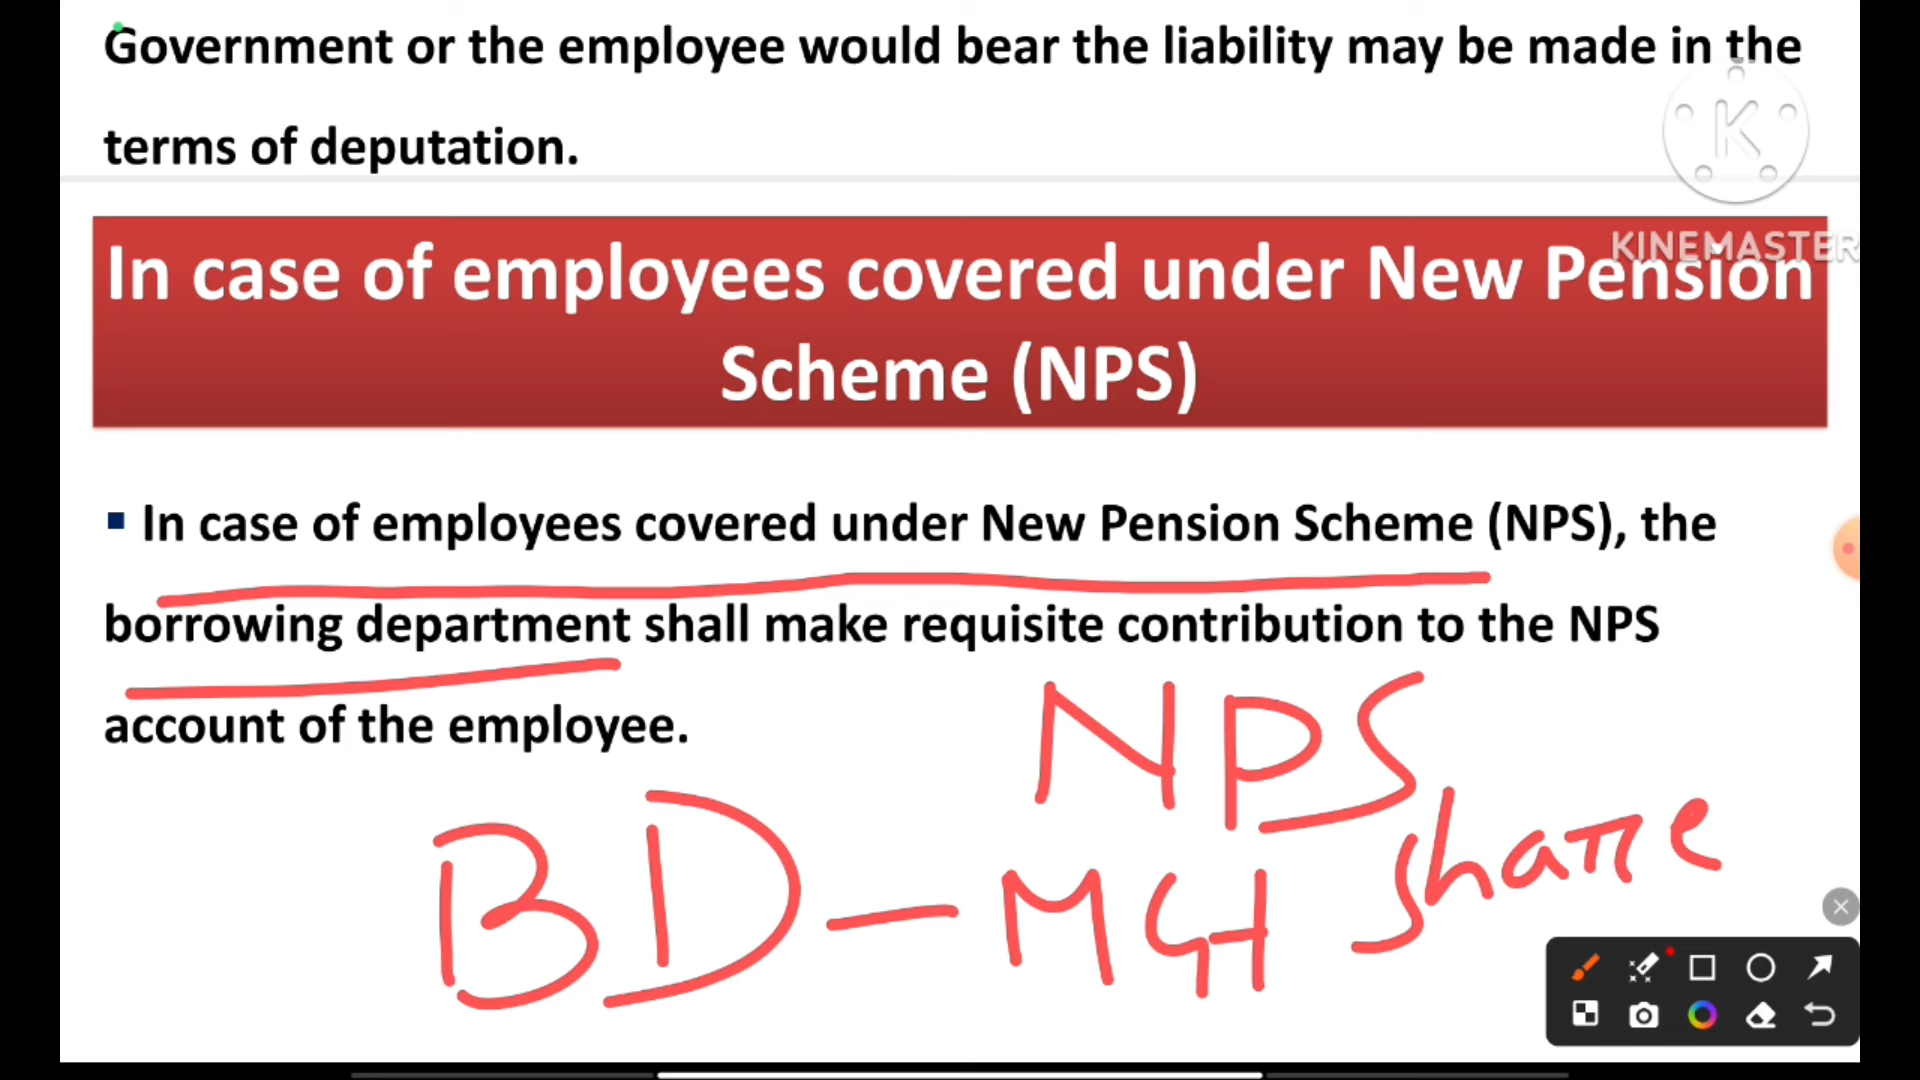 Government or the employee would bear the liability may be made in the
terms of deputation.
K
KINEMASTER
In case of employees covered under New Pension
Scheme (NPS)
▪ In case of employees covered under New Pension Scheme (NPS), the
borrowing department shall make requisite contribution to the NPS
account of the employee.
NPS
BD – MGH share